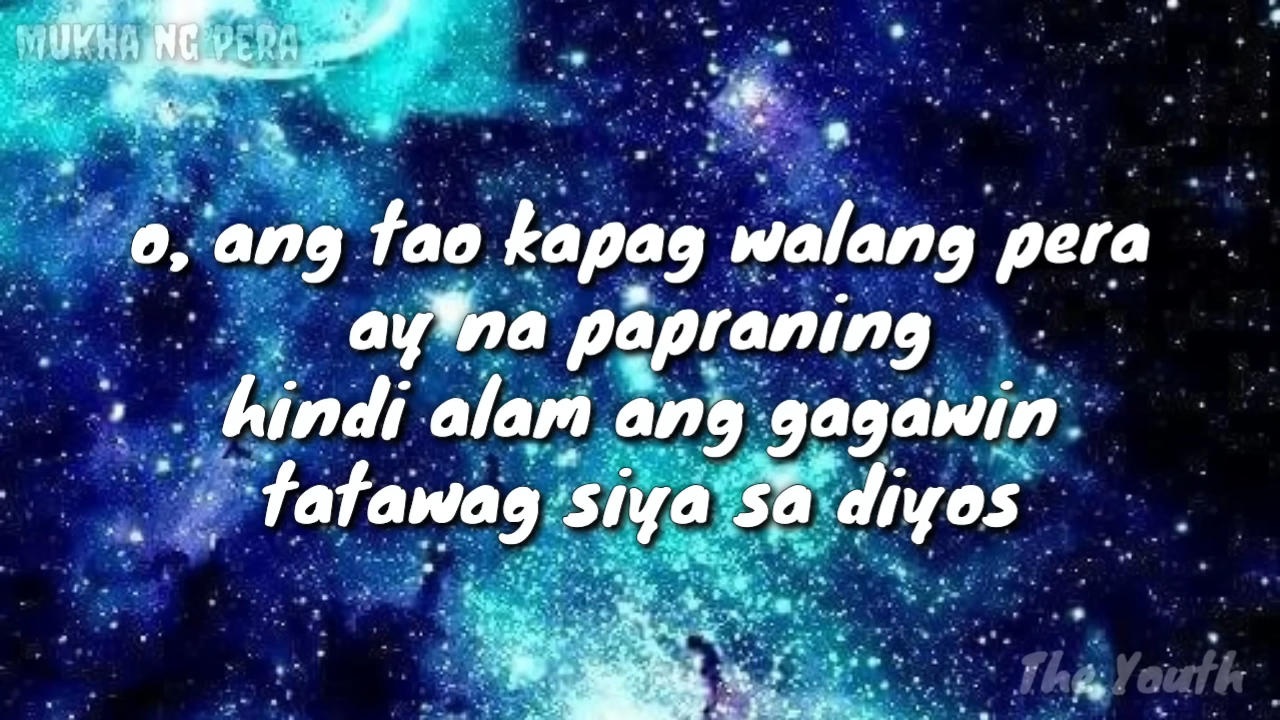 MUKHA NG PERA
o, ang tao kapag walang pera
ay na papraning
hindi alam ang gagawin
tatawag siya sa diyos
The Youth